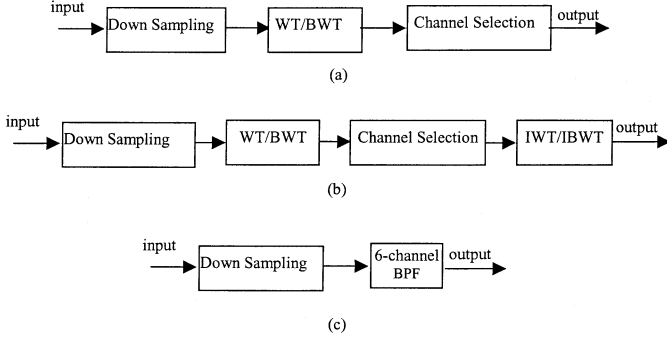 input
Down Sampling
WT/BWT
Channel Selection
output
(a)
input
Down Sampling
WT/BWT
Channel Selection
IWT/IBWT
output
(b)
input
Down Sampling
6-channel
BPF
output
(c)